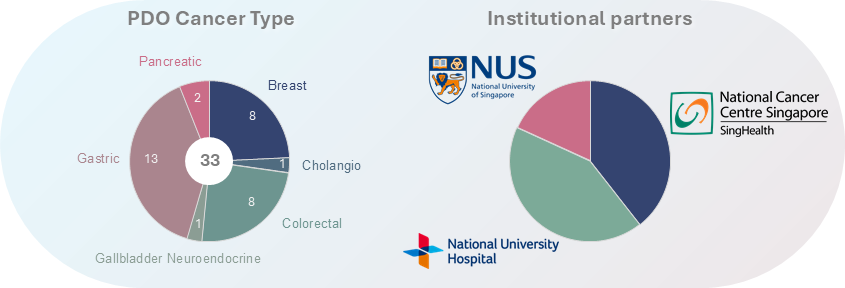 PDO Cancer Type
Pancreatic
Breast
2
8
Gastric
13
33
1
Cholangio
8
1
Colorectal
Gallbladder Neuroendocrine
Institutional partners
NUS
National University
of Singapore
National Cancer
Centre Singapore
SingHealth
National University
Hospital